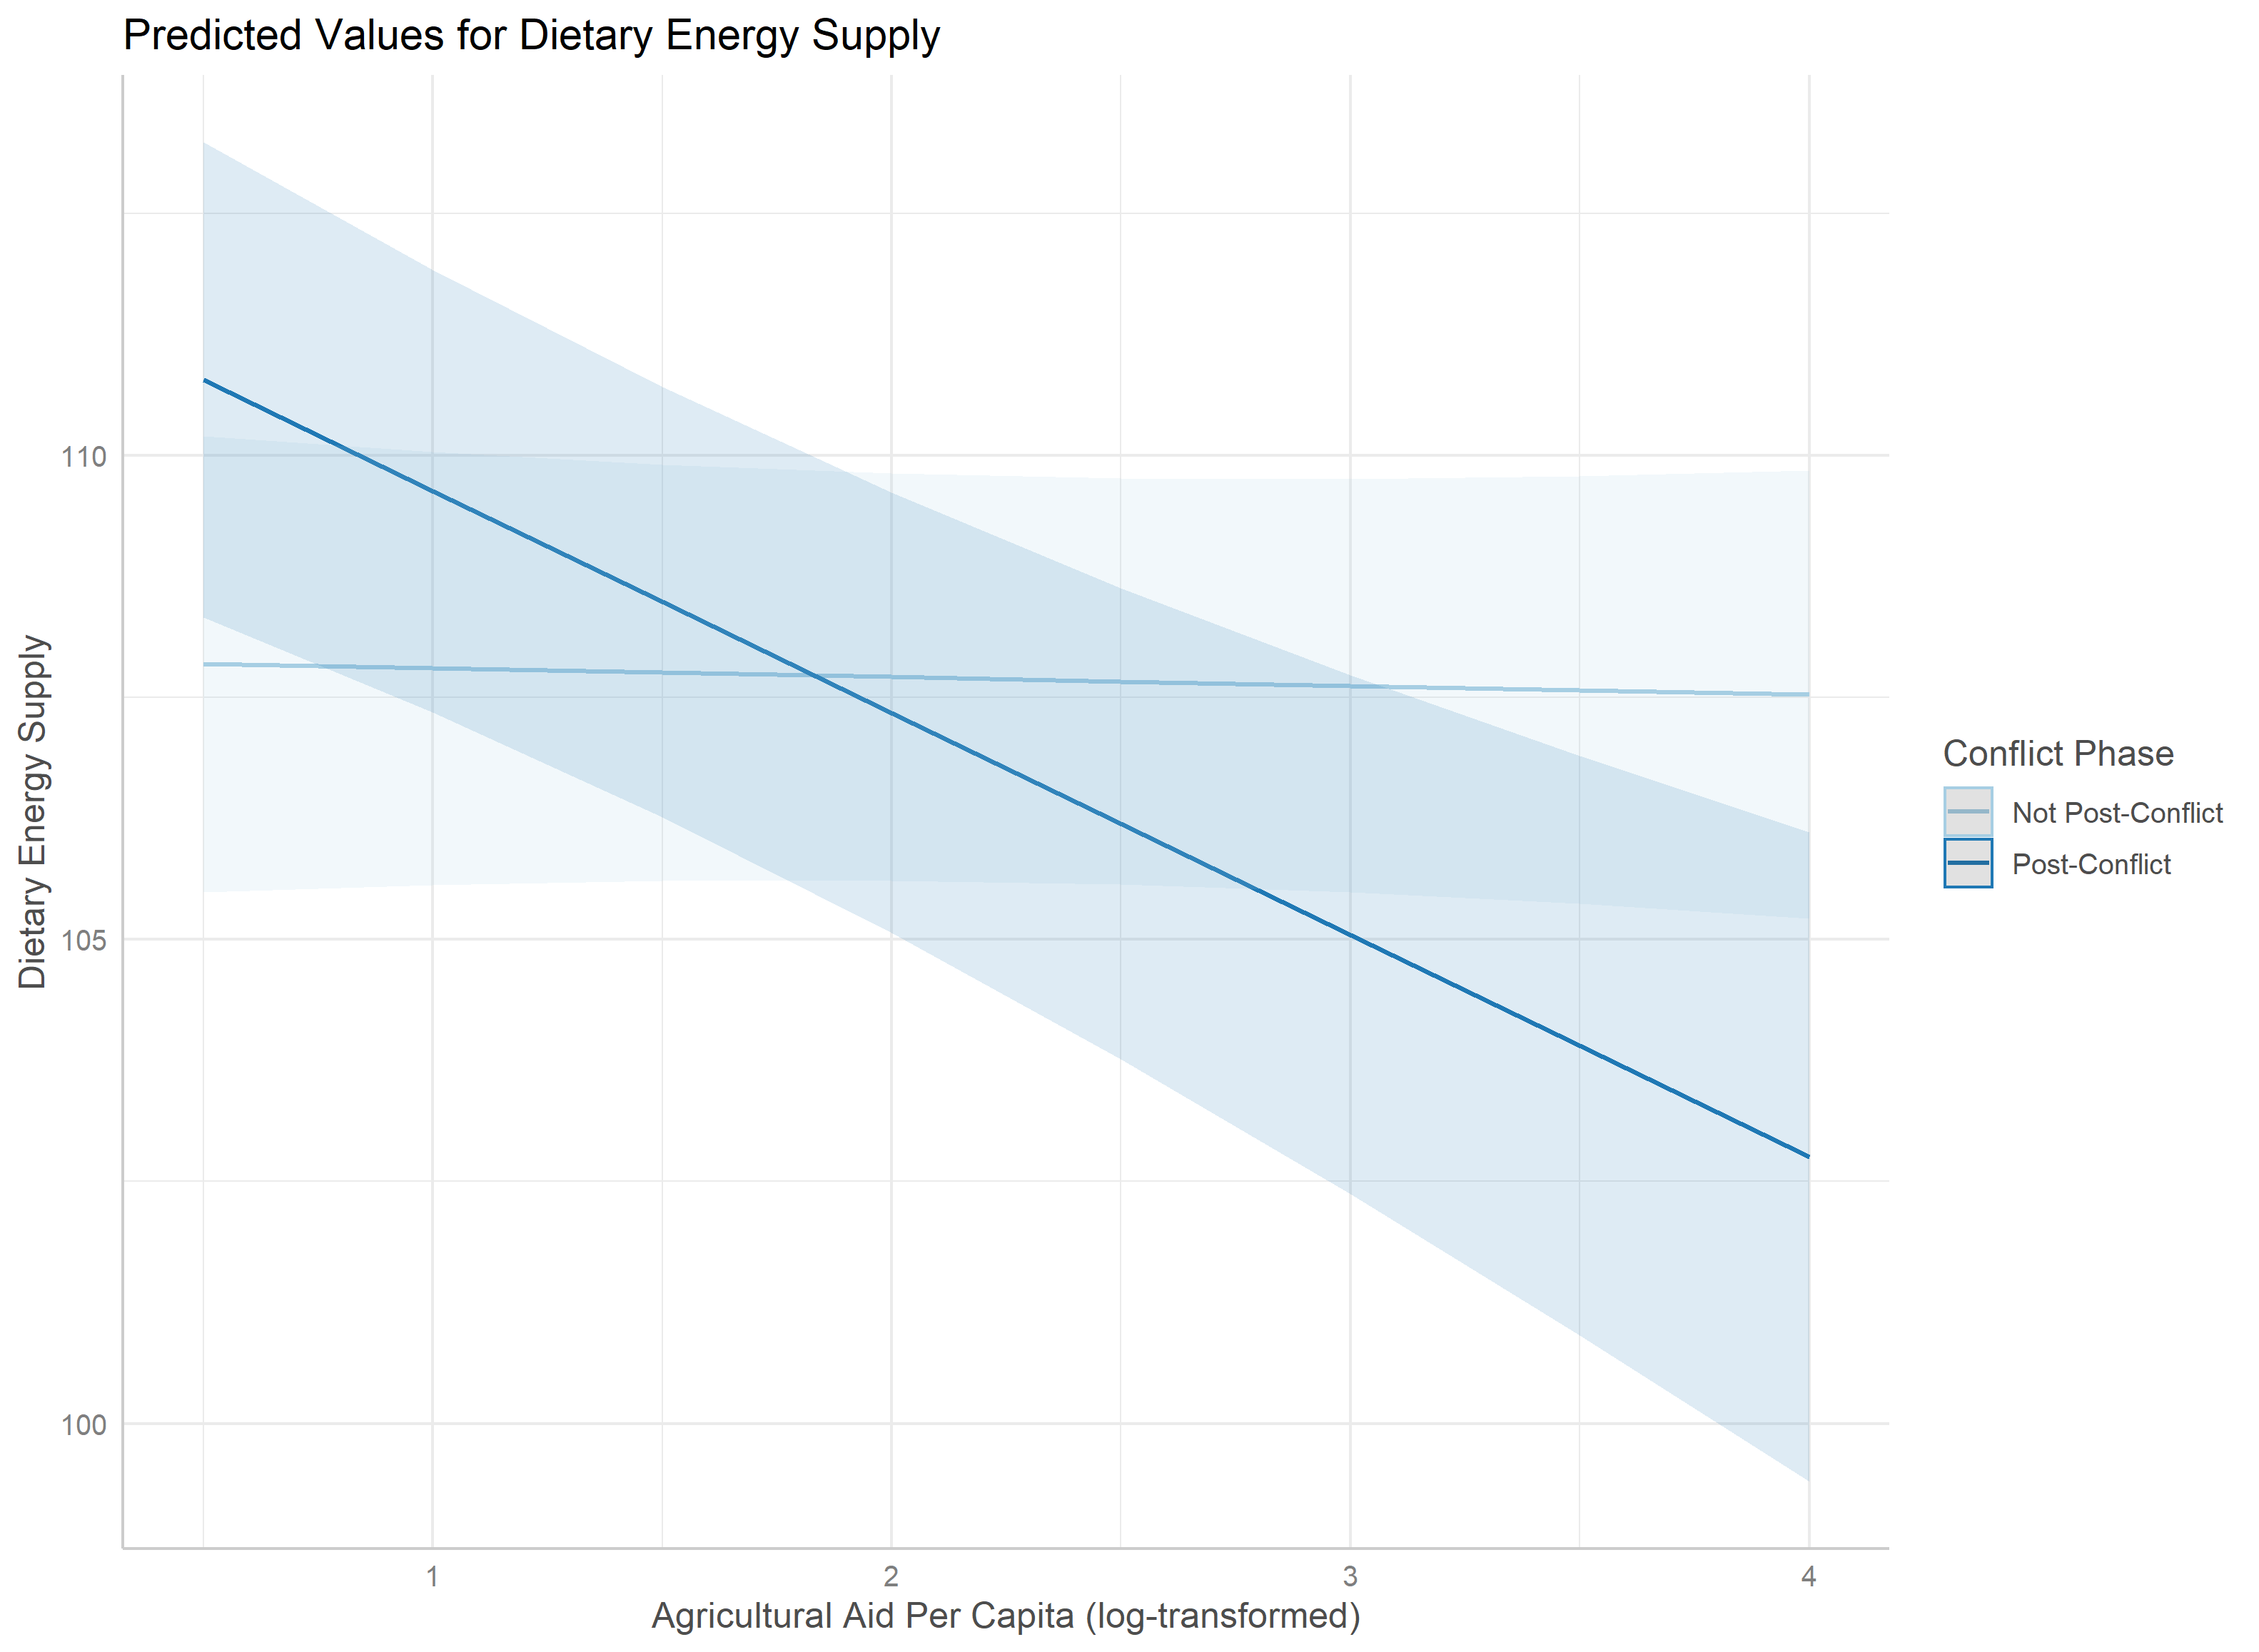 Predicted Values for Dietary Energy Supply
Dietary Energy Supply
110
105
100
1 2 3 4
Agricultural Aid Per Capita (log-transformed)
Conflict Phase
Not Post-Conflict
Post-Conflict